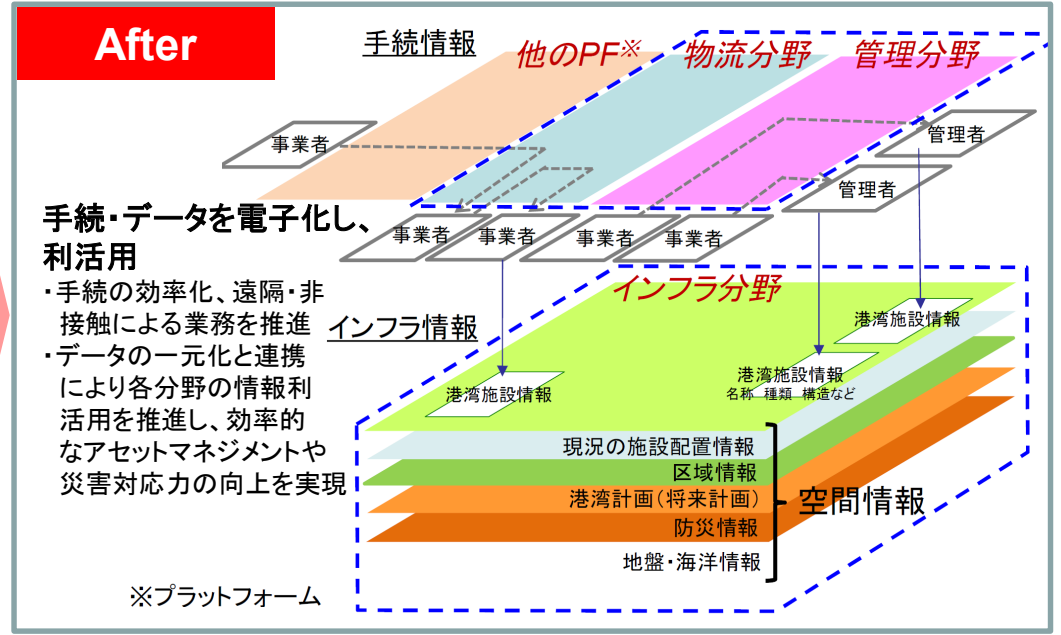 After
手続情報
他のPF※
物流分野
管理分野
事業者
管理者
管理者
事業者
事業者
事業者
事業者
手続・データを電子化し、
利活用
・手続の効率化、遠隔・非
接触による業務を推進
・データの一元化と連携
により各分野の情報利
活用を推進し、効率的
なアセットマネジメントや
災害対応力の向上を実現
インフラ分野
インフラ情報
港湾施設情報
港湾施設情報
名称 種類 構造など
港湾施設情報
現況の施設配置情報
区域情報
港湾計画(将来計画)
防災情報
地盤・海洋情報
空間情報
※プラットフォーム